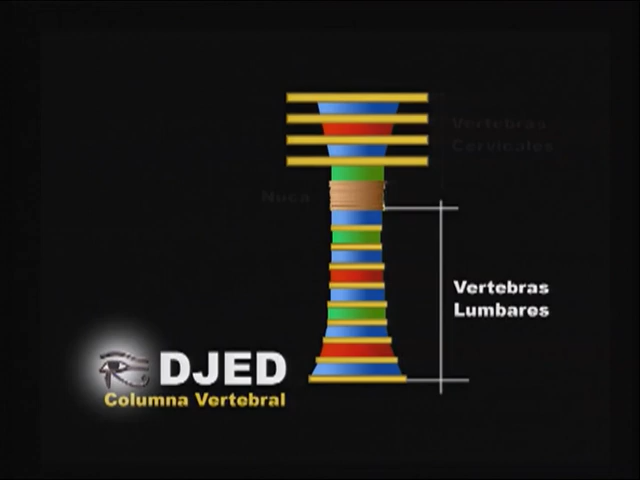 Vertebras
Cervicales
Nuca
Vertebras
Lumbares
DJED
Columna Vertebral